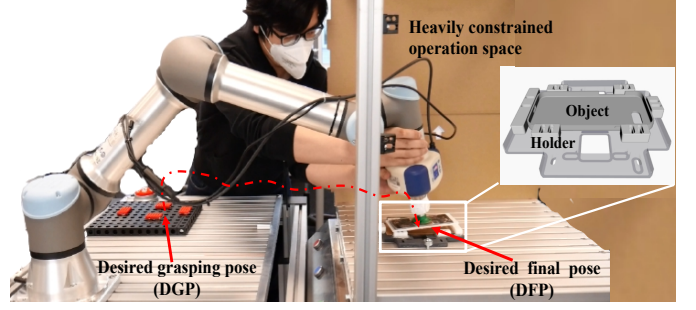 Heavily constrained
operation space
Object
Holder
Desired grasping pose
(DGP)
Desired final pose
(DFP)